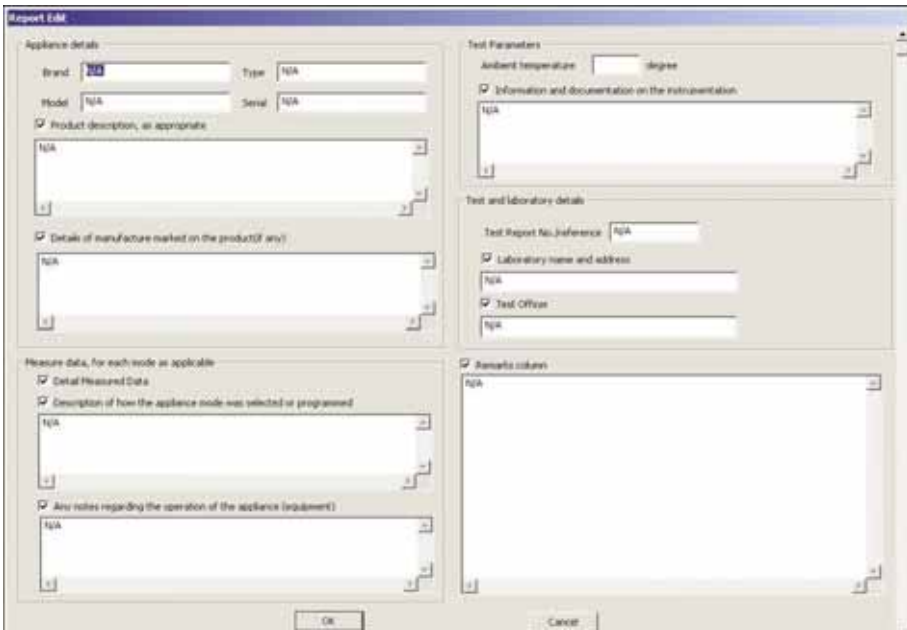 Report Edit
Appliance details
Brand N/A Type N/A
Model N/A Serial N/A
Product description, as appropriate
N/A
Details of manufacture marked on the product(if any)
N/A
Measure data, for each mode as applicable
Detail Measured Data
Description of how the appliance mode was selected or programmed
N/A
Any notes regarding the operation of the appliance (equipment)
N/A
Test Parameters
Ambient temperature degree
Information and documentation on the instrumentation
N/A
Test and laboratory details
Test Report No./reference N/A
Laboratory name and address
N/A
Test Officer
N/A
Remarks column
N/A
OK Cancel